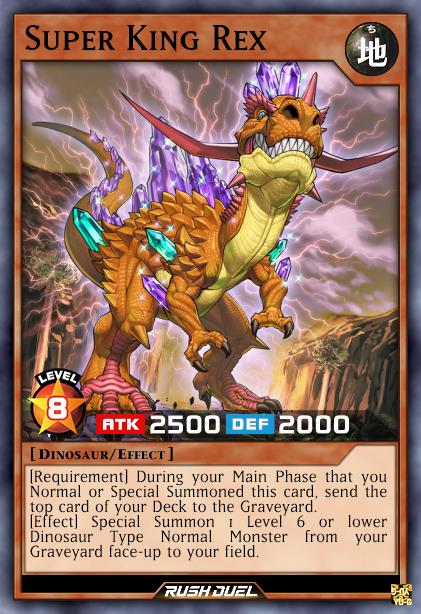 Super King Rex
ち
地
LEVEL
8
ATK 2500 DEF 2000
[ Dinosaur/Effect ]
[Requirement] During your Main Phase that you
Normal or Special Summoned this card, send the
top card of your Deck to the Graveyard.
[Effect] Special Summon 1 Level 6 or lower
Dinosaur Type Normal Monster from your
Graveyard face-up to your field.
RUSH DUEL